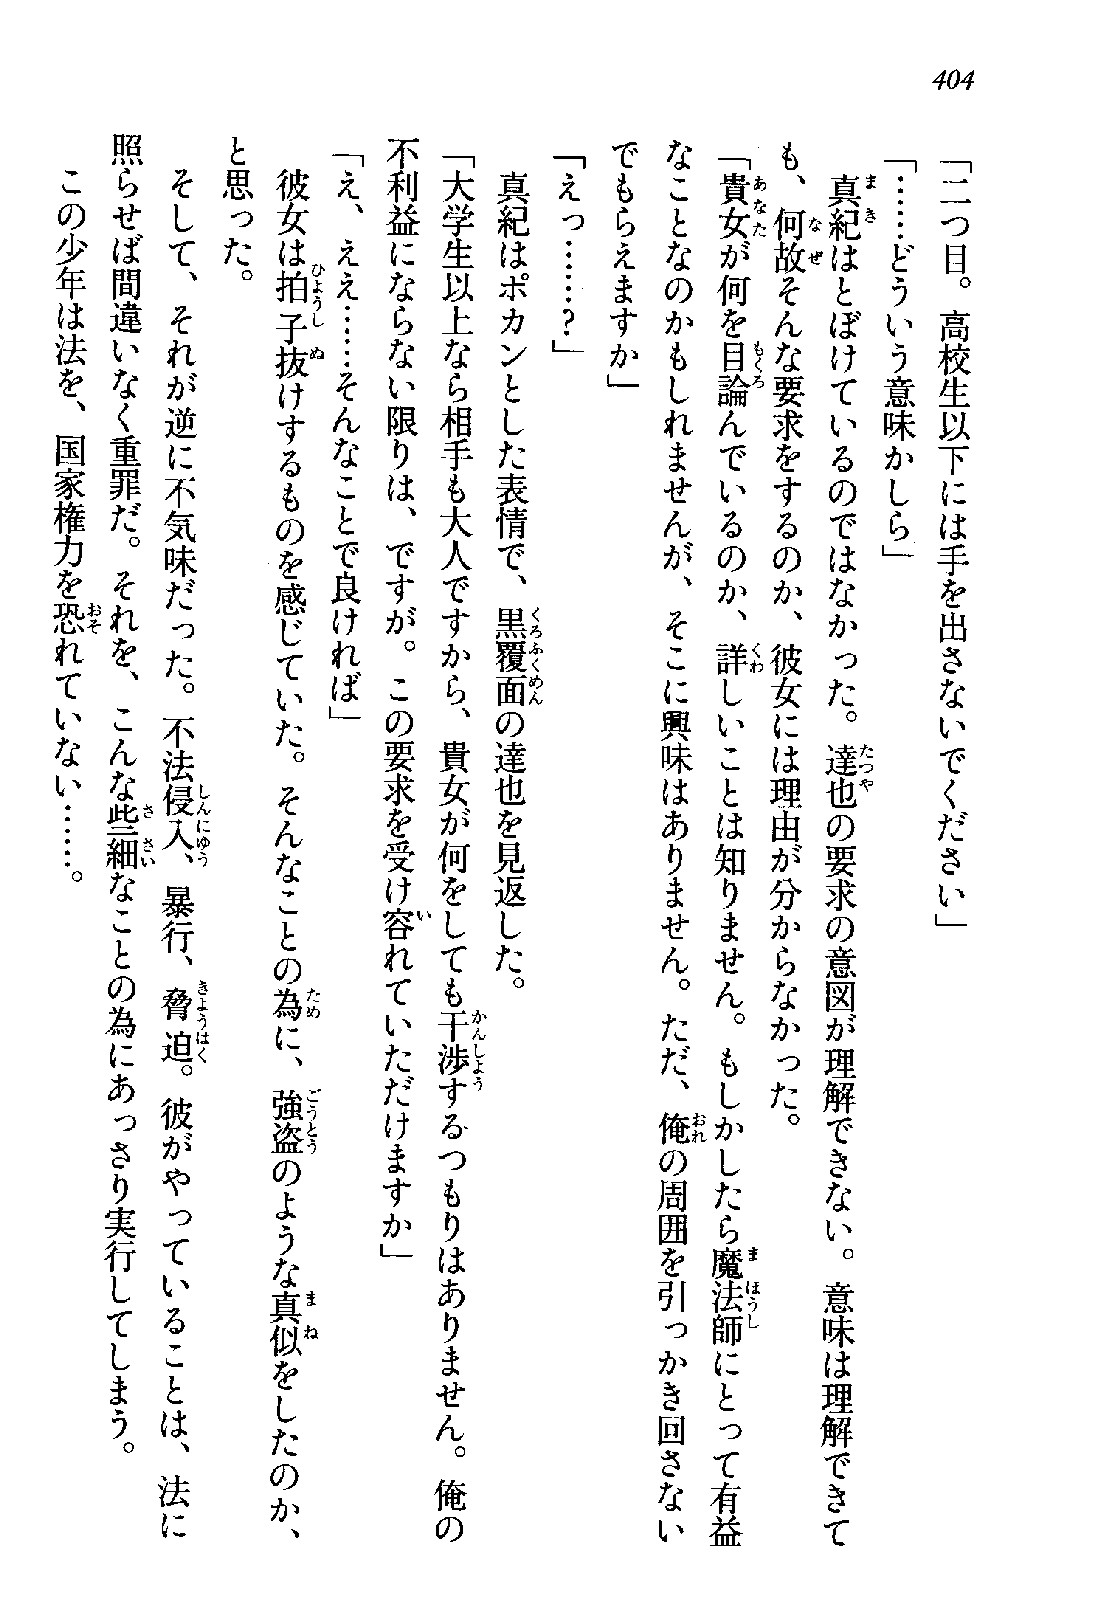 404
「二つ目。高校生以下には手を出さないでください」
「……どういう意味かしら」
　真紀はとぼけているのではなかった。達也の要求の意図が理解できない。意味は理解できて
も、何故そんな要求をするのか、彼女には理由が分からなかった。
「貴女が何を目論んでいるのか、詳しいことは知りません。もしかしたら魔法師にとって有益
なことなのかもしれませんが、そこに興味はありません。ただ、俺の周囲を引っかき回さない
でもらえますか」
「えっ……？」
　真紀はポカンとした表情で、黒覆面の達也を見返した。
「大学生以上なら相手も大人ですから、貴女が何をしても干渉するつもりはありません。俺の
不利益にならない限りは、ですが。この要求を受け容れていただけますか」
「え、ええ……そんなことで良ければ」
　彼女は拍子抜けするものを感じていた。そんなことの為に、強盗のような真似をしたのか、
と思った。
　そして、それが逆に不気味だった。不法侵入、暴行、脅迫。彼がやっていることは、法に
照らせば間違いなく重罪だ。それを、こんな些細なことの為にあっさり実行してしまう。
　この少年は法を、国家権力を恐れていない……。